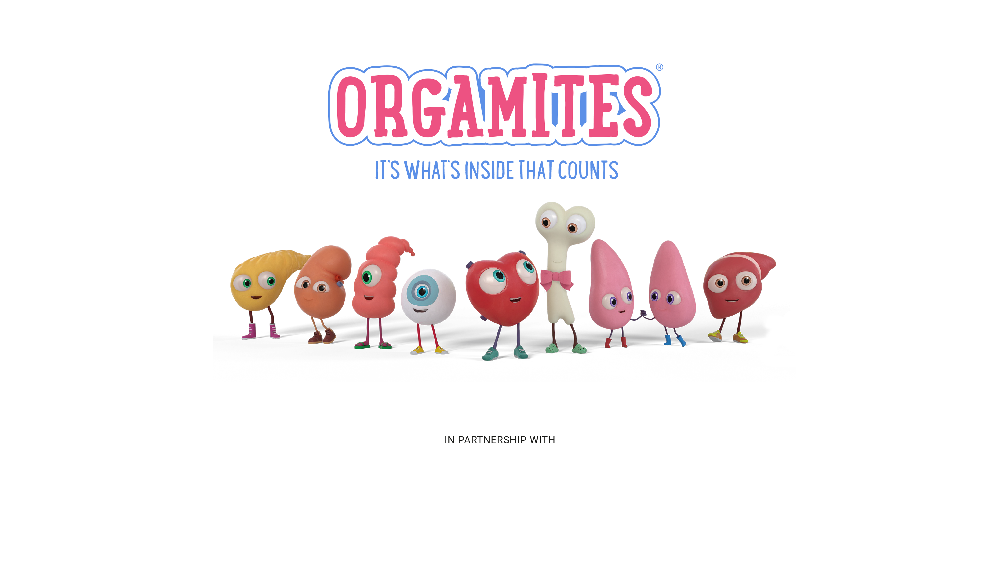 ORGAMITES®
IT'S WHAT'S INSIDE THAT COUNTS
IN PARTNERSHIP WITH